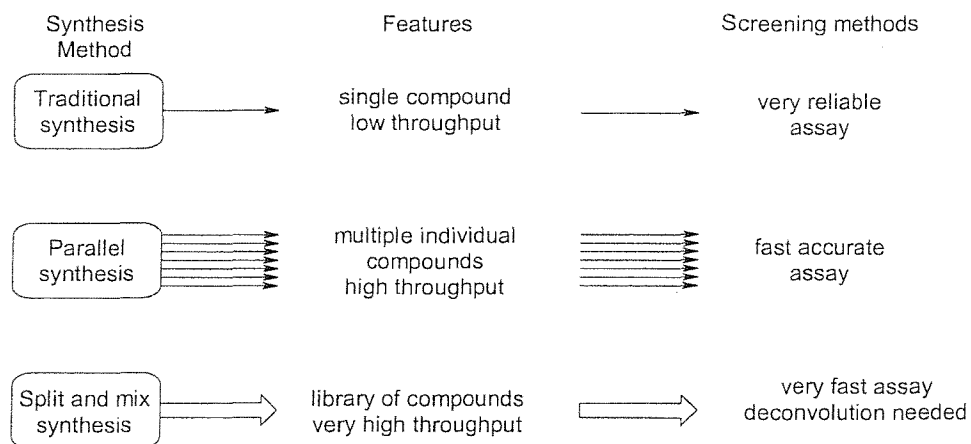 Synthesis
Method
Features
Screening methods
Traditional
synthesis
single compound
low throughput
very reliable
assay
Parallel
synthesis
multiple individual
compounds
high throughput
fast accurate
assay
Split and mix
synthesis
library of compounds
very high throughput
very fast assay
deconvolution needed